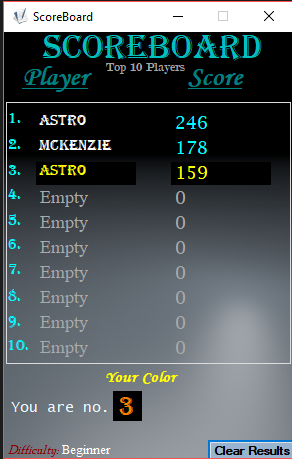 ScoreBoard
SCOREBOARD
Top 10 Players
Player Score
1. ASTRO 246
2. MCKENZIE 178
3. ASTRO 159
4. Empty 0
5. Empty 0
6. Empty 0
7. Empty 0
8. Empty 0
9. Empty 0
10. Empty 0
Your Color
You are no. 3
Difficulty: Beginner Clear Results